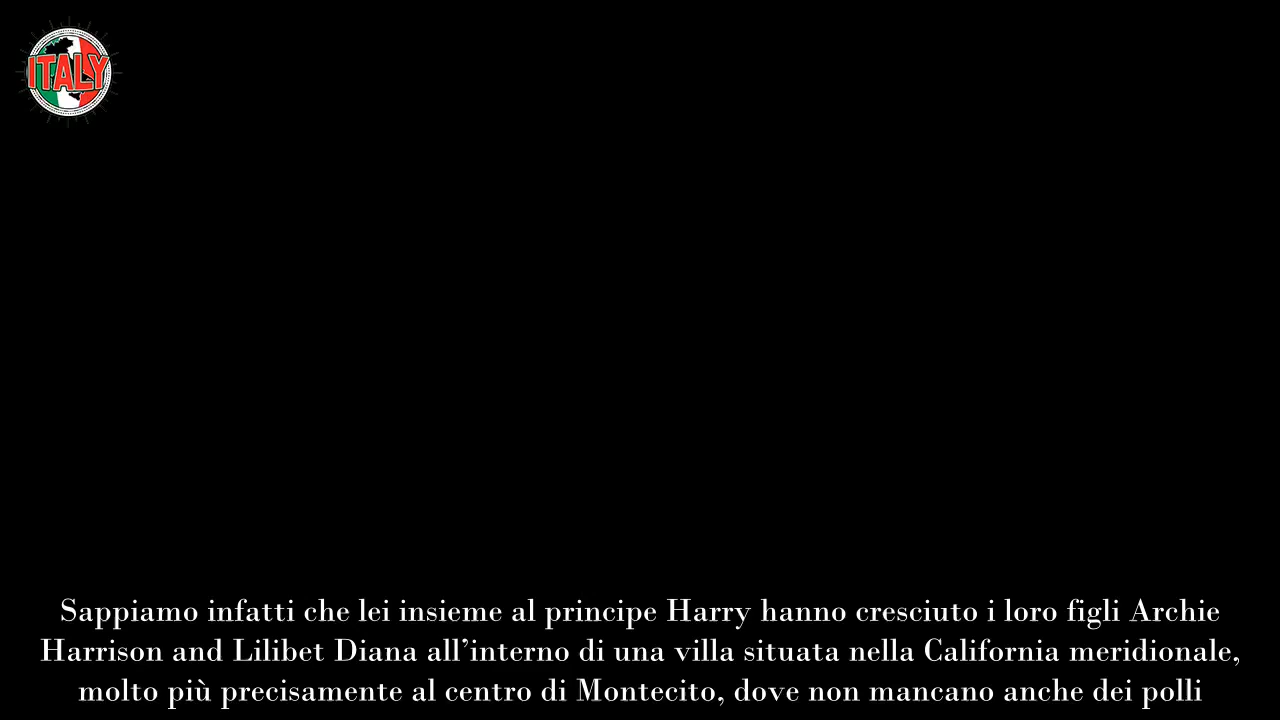 ITALY
Sappiamo infatti che lei insieme al principe Harry hanno cresciuto i loro figli Archie
Harrison and Lilibet Diana all’interno di una villa situata nella California meridionale,
molto più precisamente al centro di Montecito, dove non mancano anche dei polli